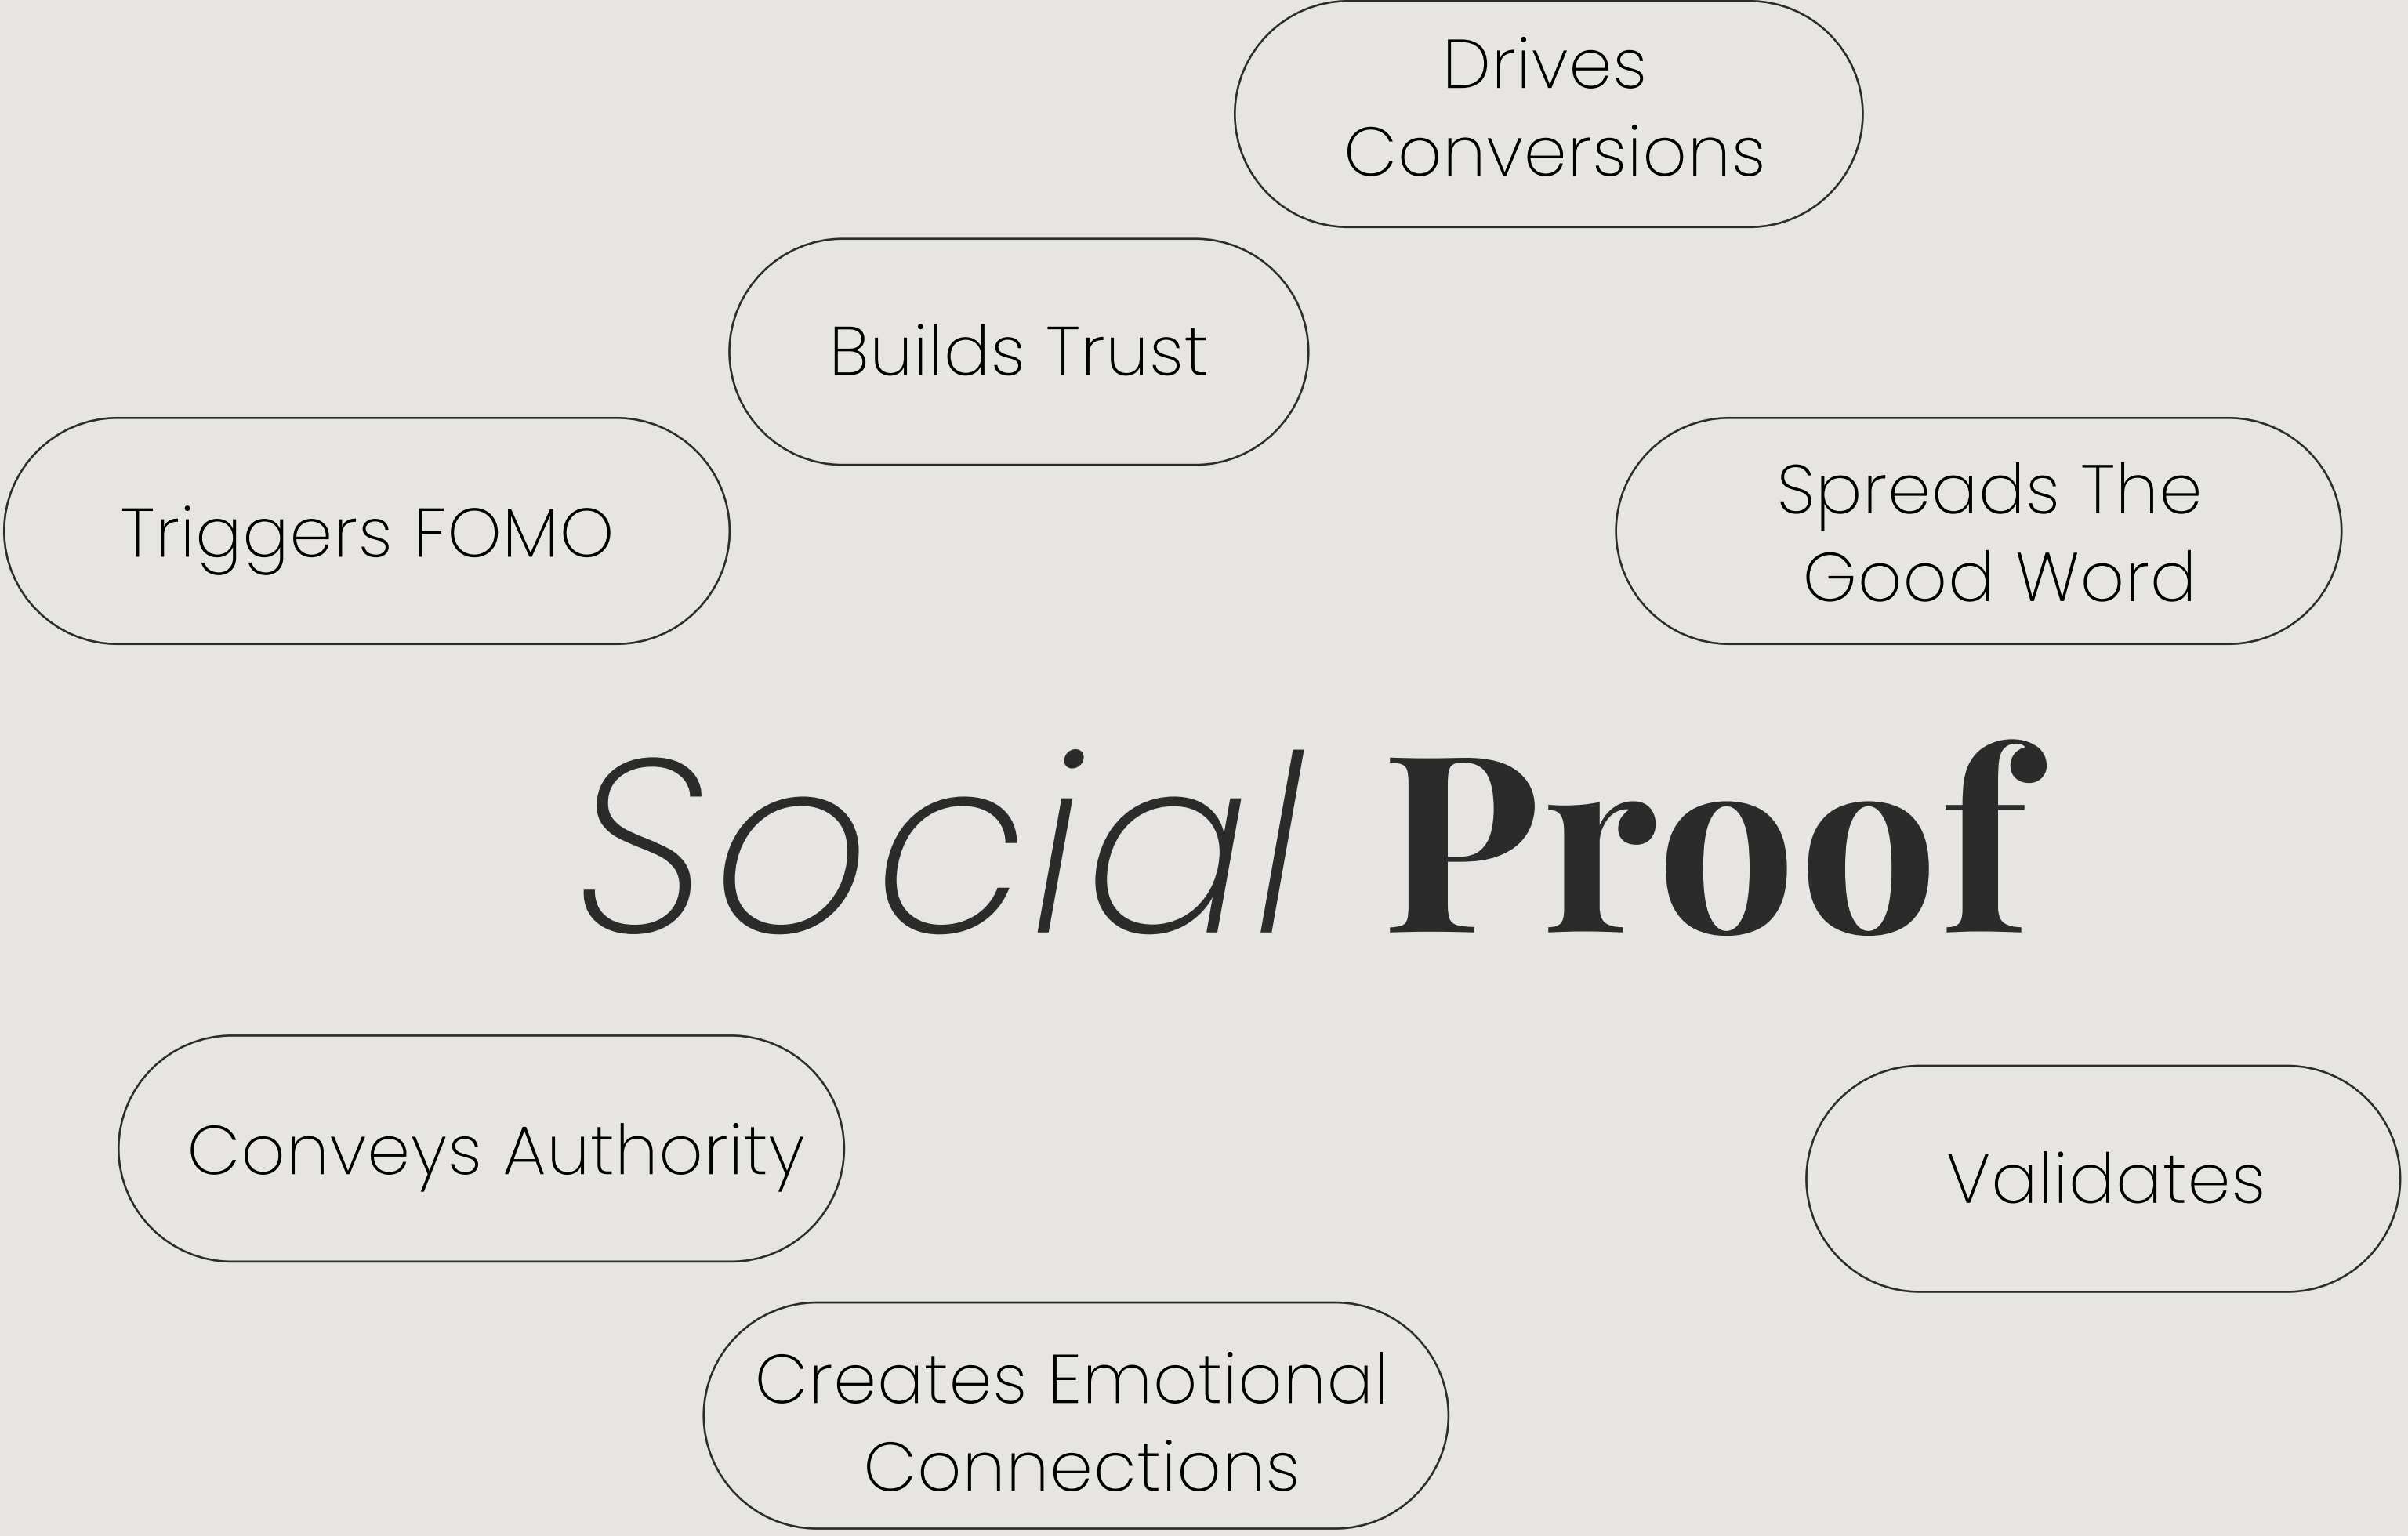 Drives
Conversions
Builds Trust
Triggers FOMO
Spreads The
Good Word
Social Proof
Conveys Authority
Validates
Creates Emotional
Connections